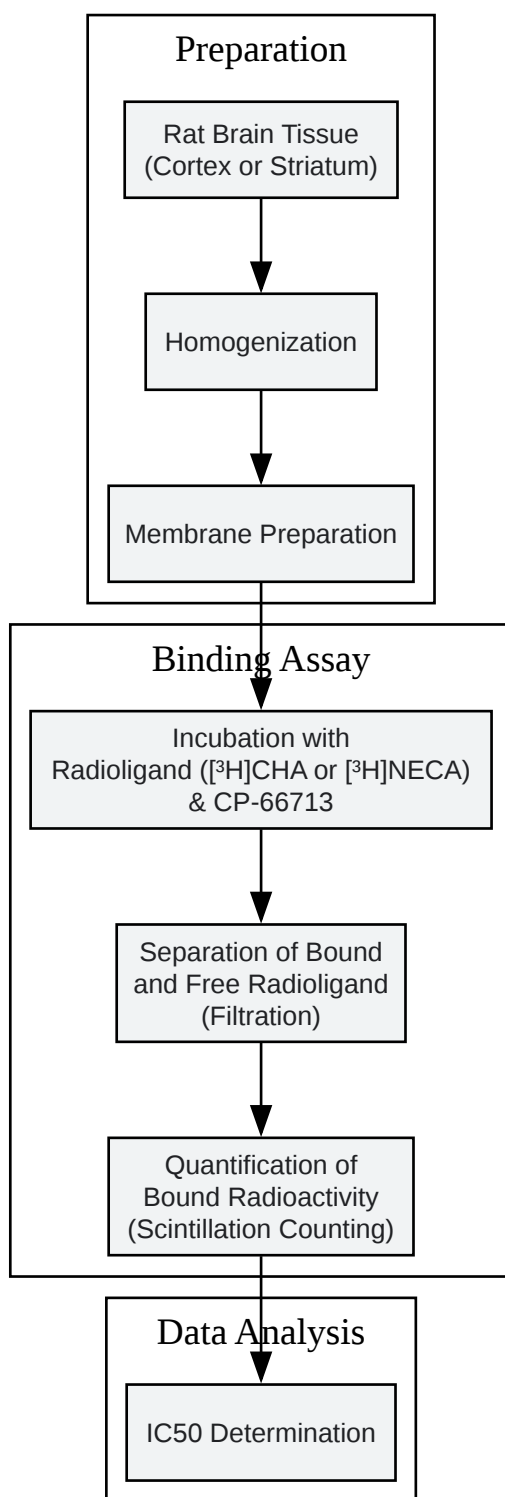 Preparation
Rat Brain Tissue
(Cortex or Striatum)
Homogenization
Membrane Preparation
Binding Assay
Incubation with
Radioligand ([³H]CHA or [³H]NECA)
& CP-66713
Separation of Bound
and Free Radioligand
(Filtration)
Quantification of
Bound Radioactivity
(Scintillation Counting)
Data Analysis
IC50 Determination